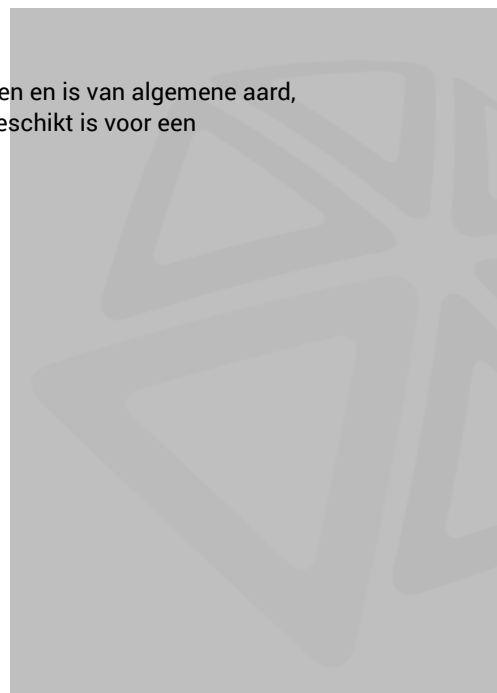 en en is van algemene aard,
eschikt is voor een